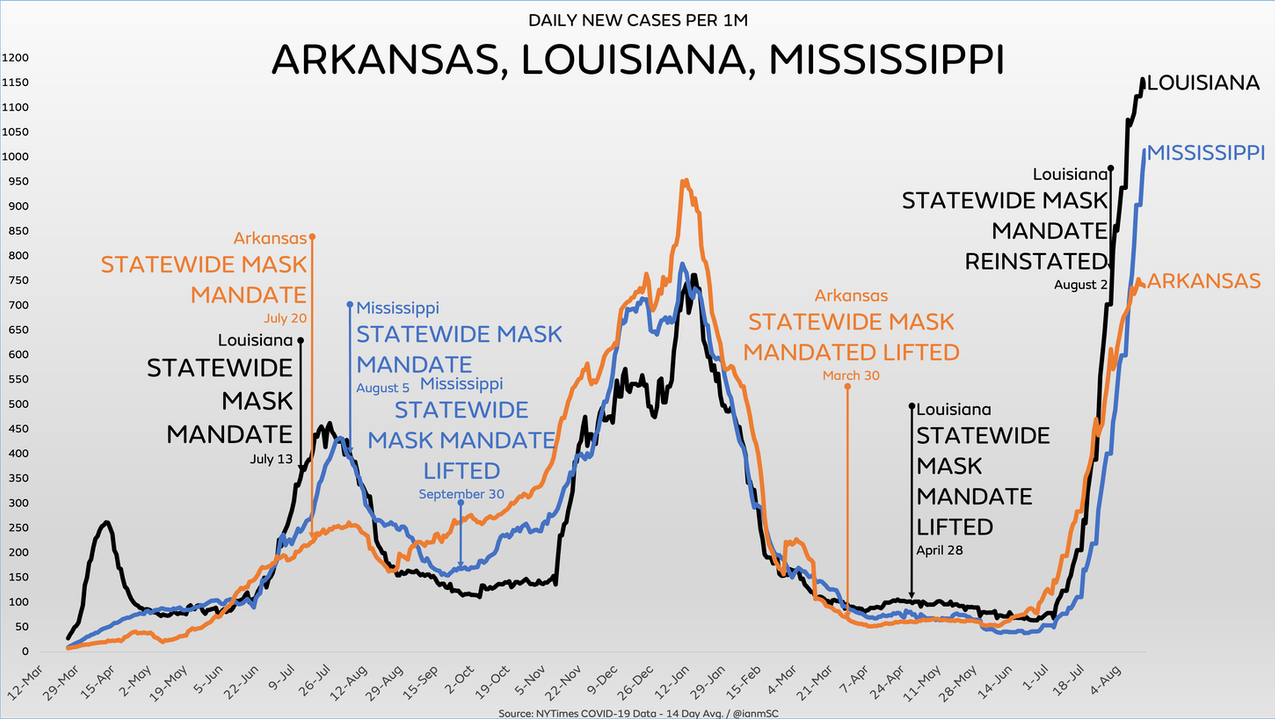 DAILY NEW CASES PER 1M
ARKANSAS, LOUISIANA, MISSISSIPPI
1200
1150
1100
1050
1000
950
900
850
800
750
700
650
600
550
500
450
400
350
300
250
200
150
100
50
0
Arkansas
STATEWIDE MASK
MANDATE
July 20
Louisiana
STATEWIDE
MASK
MANDATE
July 13
Mississippi
STATEWIDE MASK
MANDATE
August 5
Mississippi
STATEWIDE
MASK MANDATE
LIFTED
September 30
Arkansas
STATEWIDE MASK
MANDATED LIFTED
March 30
Louisiana
STATEWIDE
MASK
MANDATE
LIFTED
April 28
Louisiana
STATEWIDE MASK
MANDATE
REINSTATED
August 2
LOUISIANA
MISSISSIPPI
ARKANSAS
12-Mar
29-Mar
15-Apr
2-May
19-May
5-Jun
22-Jun
9-Jul
26-Jul
12-Aug
29-Aug
15-Sep
2-Oct
19-Oct
5-Nov
22-Nov
9-Dec
26-Dec
12-Jan
29-Jan
15-Feb
4-Mar
21-Mar
7-Apr
24-Apr
11-May
28-May
14-Jun
1-Jul
18-Jul
4-Aug
Source: NYTimes COVID-19 Data - 14 Day Avg. / @ianmSC